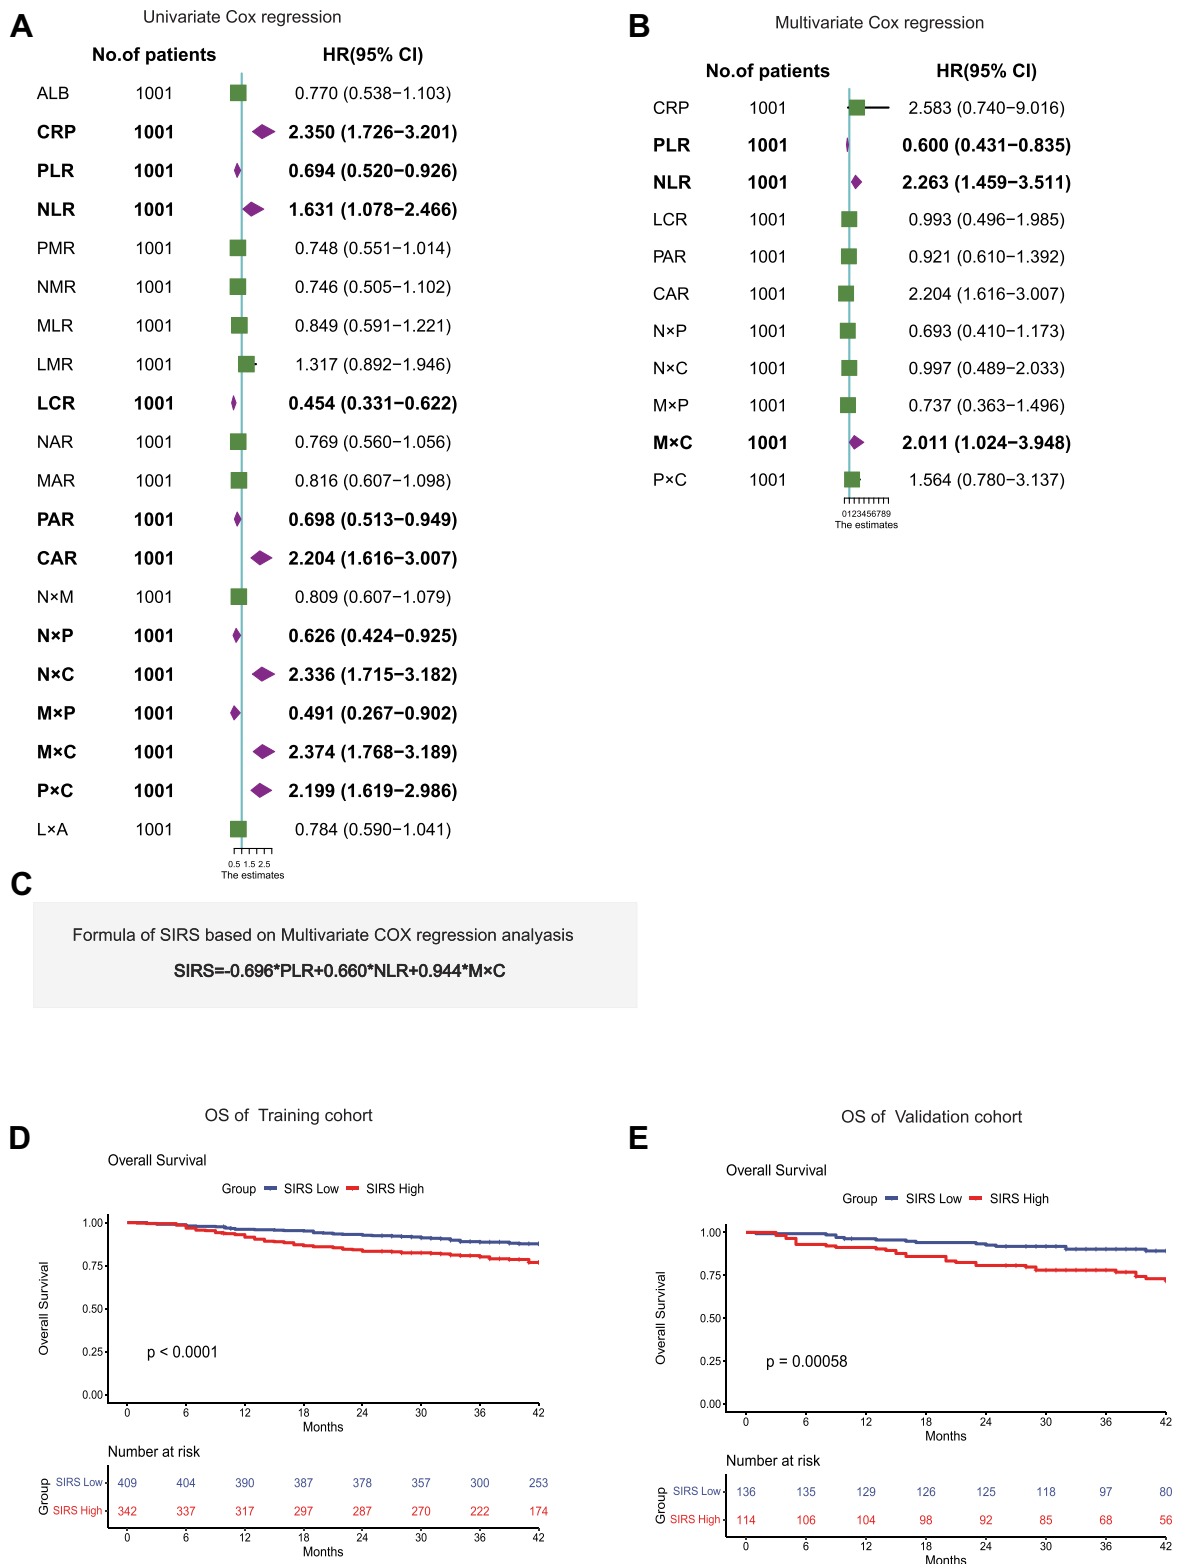 A
Univariate Cox regression
No.of patients HR(95% CI)
ALB 1001 0.770 (0.538−1.103)
CRP 1001 2.350 (1.726−3.201)
PLR 1001 0.694 (0.520−0.926)
NLR 1001 1.631 (1.078−2.466)
PMR 1001 0.748 (0.551−1.014)
NMR 1001 0.746 (0.505−1.102)
MLR 1001 0.849 (0.591−1.221)
LMR 1001 1.317 (0.892−1.946)
LCR 1001 0.454 (0.331−0.622)
NAR 1001 0.769 (0.560−1.056)
MAR 1001 0.816 (0.607−1.098)
PAR 1001 0.698 (0.513−0.949)
CAR 1001 2.204 (1.616−3.007)
N×M 1001 0.809 (0.607−1.079)
N×P 1001 0.626 (0.424−0.925)
N×C 1001 2.336 (1.715−3.182)
M×P 1001 0.491 (0.267−0.902)
M×C 1001 2.374 (1.768−3.189)
P×C 1001 2.199 (1.619−2.986)
L×A 1001 0.784 (0.590−1.041)
0.5 1.5 2.5
The estimates
B
Multivariate Cox regression
No.of patients HR(95% CI)
CRP 1001 2.583 (0.740−9.016)
PLR 1001 0.600 (0.431−0.835)
NLR 1001 2.263 (1.459−3.511)
LCR 1001 0.993 (0.496−1.985)
PAR 1001 0.921 (0.610−1.392)
CAR 1001 2.204 (1.616−3.007)
N×P 1001 0.693 (0.410−1.173)
N×C 1001 0.997 (0.489−2.033)
M×P 1001 0.737 (0.363−1.496)
M×C 1001 2.011 (1.024−3.948)
P×C 1001 1.564 (0.780−3.137)
0123456789
The estimates
C
Formula of SIRS based on Multivariate COX regression analyasis
SIRS=-0.696*PLR+0.660*NLR+0.944*M×C
D
OS of Training cohort
Overall Survival
Group SIRS Low SIRS High
Overall Survival
1.00
0.75
0.50
0.25
0.00
p < 0.0001
0 6 12 18 24 30 36 42
Months
Number at risk
Group
SIRS Low 409 404 390 387 378 357 300 253
SIRS High 342 337 317 297 287 270 222 174
0 6 12 18 24 30 36 42
Months
E
OS of Validation cohort
Overall Survival
Group SIRS Low SIRS High
Overall Survival
1.00
0.75
0.50
0.25
0.00
p = 0.00058
0 6 12 18 24 30 36 42
Months
Number at risk
Group
SIRS Low 136 135 129 126 125 118 97 80
SIRS High 114 106 104 98 92 85 68 56
0 6 12 18 24 30 36 42
Months